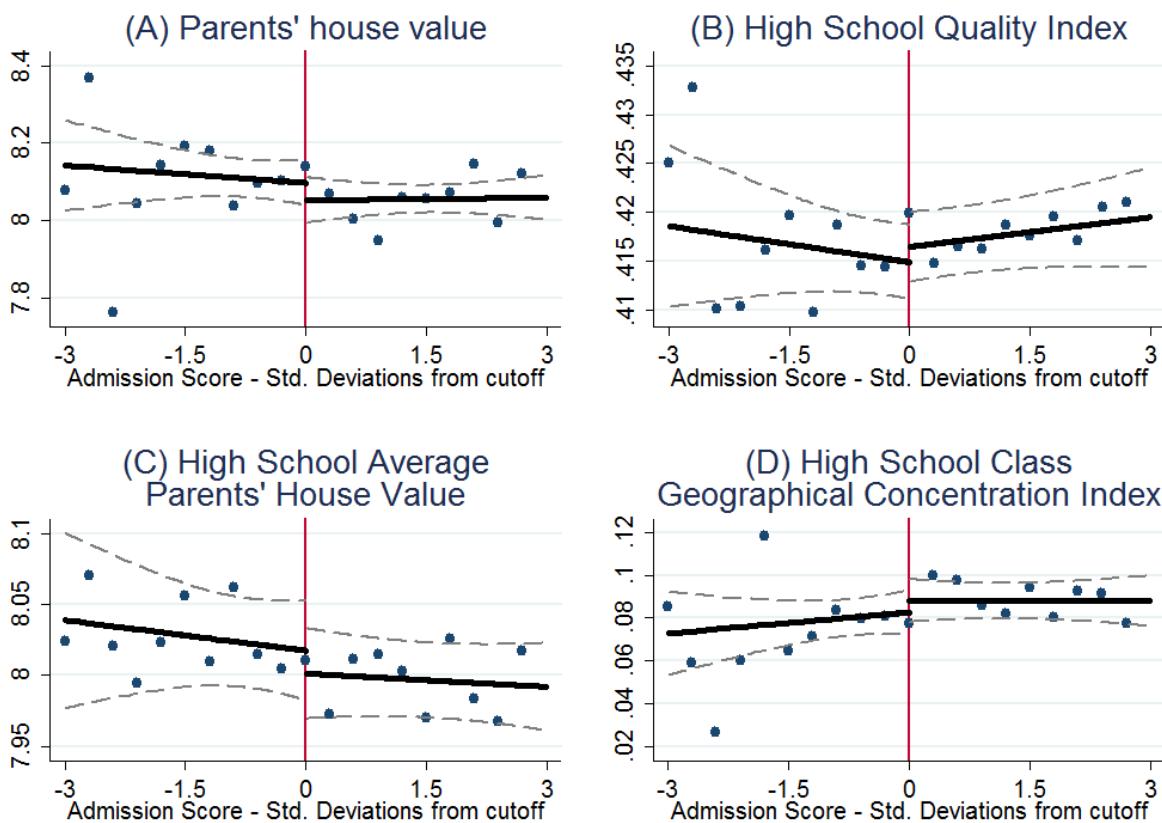 (A) Parents' house value
8.4
8.2
8
7.8
-3 -1.5 0 1.5 3
Admission Score - Std. Deviations from cutoff
(B) High School Quality Index
.435
.43
.425
.42
.415
.41
-3 -1.5 0 1.5 3
Admission Score - Std. Deviations from cutoff
(C) High School Average
Parents' House Value
8.1
8.05
8
7.95
-3 -1.5 0 1.5 3
Admission Score - Std. Deviations from cutoff
(D) High School Class
Geographical Concentration Index
.12
.1
.08
.06
.04
.02
-3 -1.5 0 1.5 3
Admission Score - Std. Deviations from cutoff